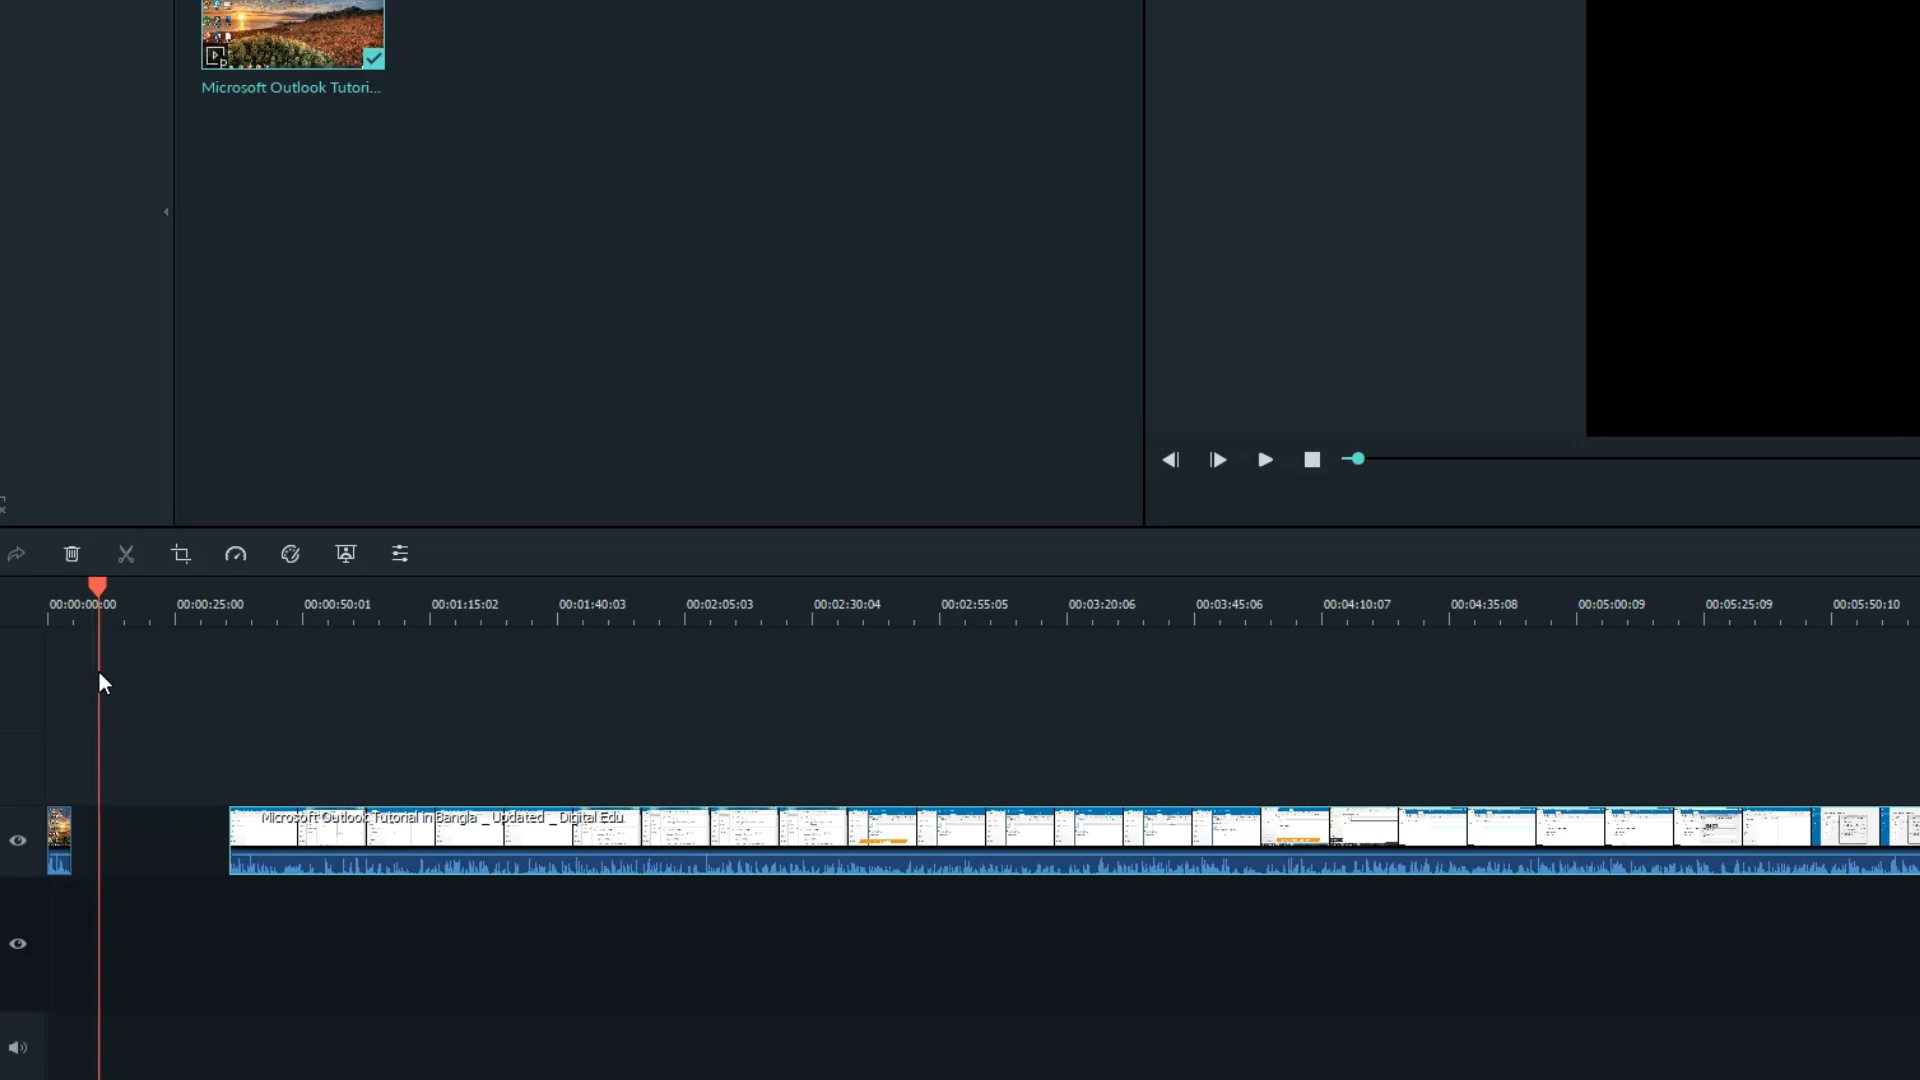 Microsoft Outlook Tutori...
00:00:00:00 00:00:25:00 00:00:50:01 00:01:15:02 00:01:40:03 00:02:05:03 00:02:30:04 00:02:55:05 00:03:20:06 00:03:45:06 00:04:10:07 00:04:35:08 00:05:00:09 00:05:25:09 00:05:50:10
Microsoft Outlook Tutorial in Bangla _ Updated _ Digital Edu